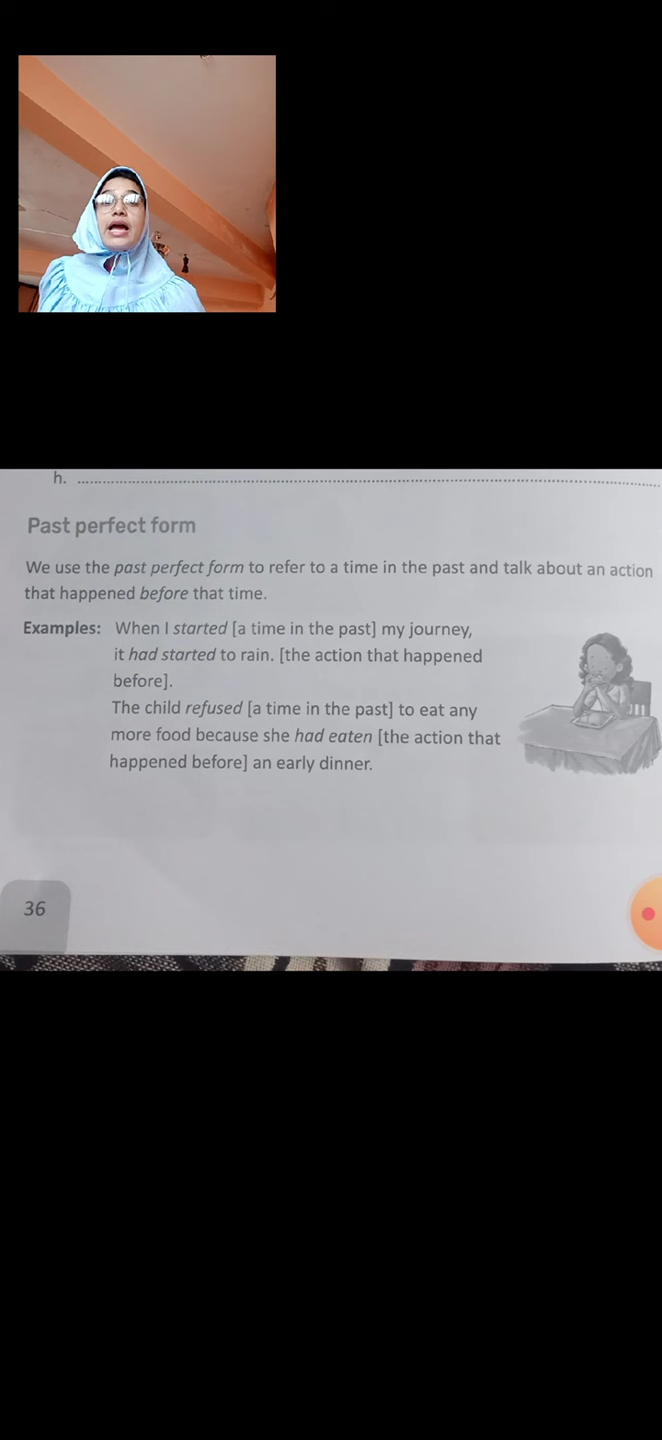 h. ........................................................
Past perfect form
We use the past perfect form to refer to a time in the past and talk about an action
that happened before that time.
Examples: When I started [a time in the past] my journey,
it had started to rain. [the action that happened
before].
The child refused [a time in the past] to eat any
more food because she had eaten [the action that
happened before] an early dinner.
36